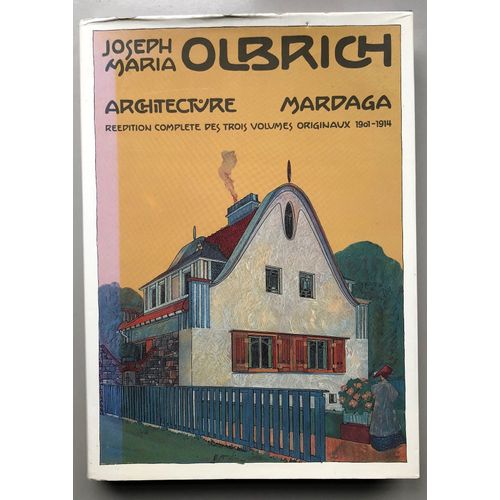 JOSEPH MARIA OLBRICH
ARCHITECTURE MARDAGA
REEDITION COMPLETE DES TROIS VOLUMES ORIGINAUX 1901-1914